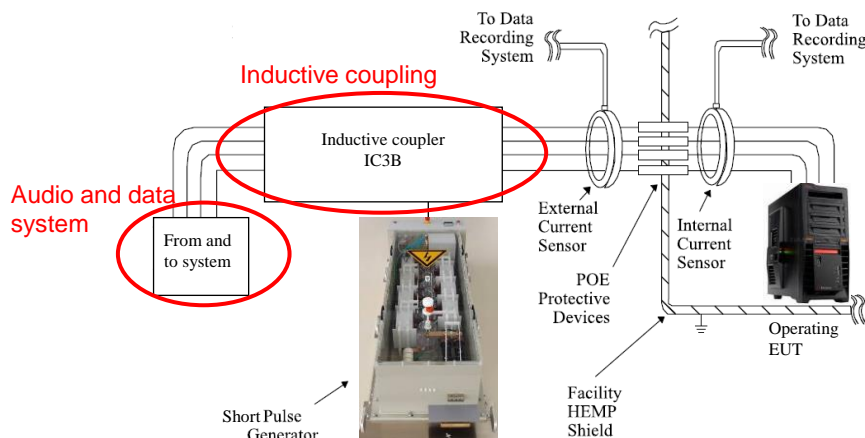 To Data
Recording
System
To Data
Recording
System
Inductive coupling
Inductive coupler
IC3B
Audio and data
system
From and
to system
External
Current
Sensor
Internal
Current
Sensor
POE
Protective
Devices
Operating
EUT
Facility
HEMP
Shield
Short Pulse
Generator